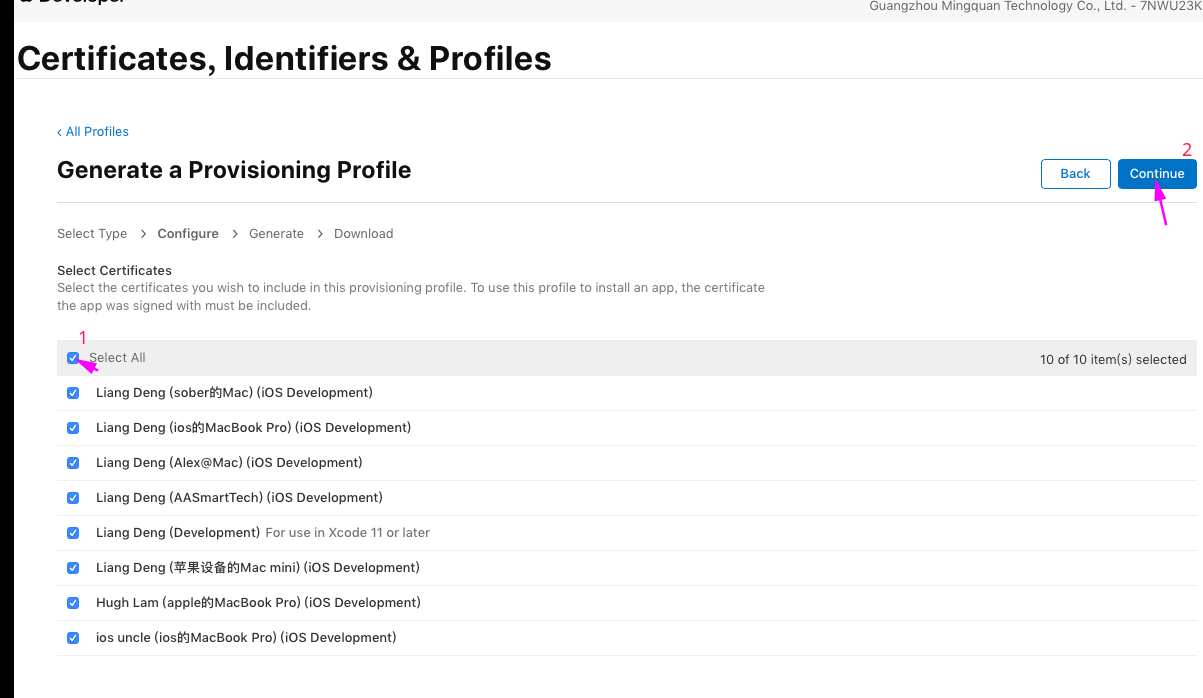 Developer
Guangzhou Mingquan Technology Co., Ltd. - 7NWU23K
Certificates, Identifiers & Profiles
‹ All Profiles
2
Generate a Provisioning Profile
Back
Continue
Select Type > Configure > Generate > Download
Select Certificates
Select the certificates you wish to include in this provisioning profile. To use this profile to install an app, the certificate
the app was signed with must be included.
1
Select All
10 of 10 item(s) selected
Liang Deng (sober的Mac) (iOS Development)
Liang Deng (ios的MacBook Pro) (iOS Development)
Liang Deng (Alex@Mac) (iOS Development)
Liang Deng (AASmartTech) (iOS Development)
Liang Deng (Development) For use in Xcode 11 or later
Liang Deng (苹果设备的Mac mini) (iOS Development)
Hugh Lam (apple的MacBook Pro) (iOS Development)
ios uncle (ios的MacBook Pro) (iOS Development)